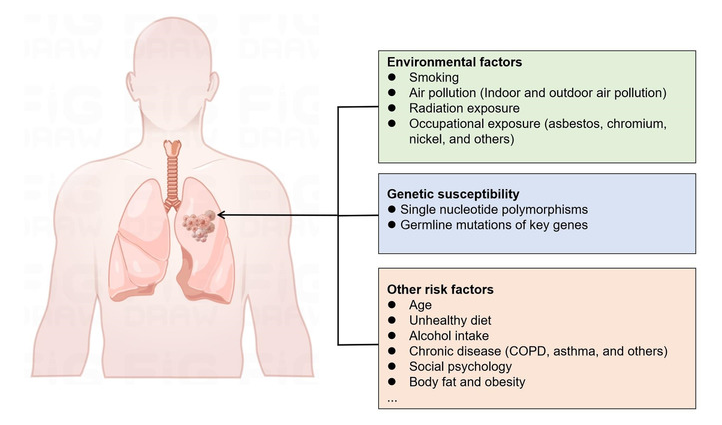 Environmental factors
● Smoking
● Air pollution (Indoor and outdoor air pollution)
● Radiation exposure
● Occupational exposure (asbestos, chromium,
nickel, and others)
Genetic susceptibility
● Single nucleotide polymorphisms
● Germline mutations of key genes
Other risk factors
● Age
● Unhealthy diet
● Alcohol intake
● Chronic disease (COPD, asthma, and others)
● Social psychology
● Body fat and obesity
...